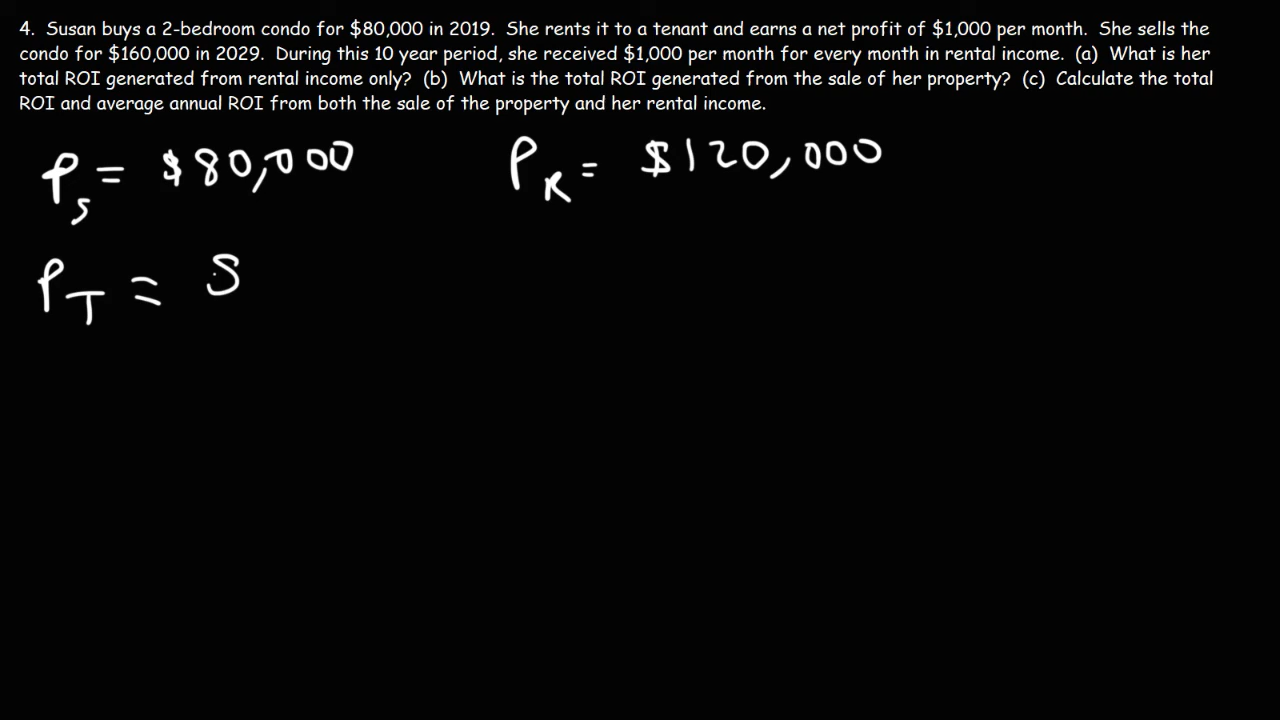 4. Susan buys a 2-bedroom condo for $80,000 in 2019. She rents it to a tenant and earns a net profit of $1,000 per month. She sells the
condo for $160,000 in 2029. During this 10 year period, she received $1,000 per month for every month in rental income. (a) What is her
total ROI generated from rental income only? (b) What is the total ROI generated from the sale of her property? (c) Calculate the total
ROI and average annual ROI from both the sale of the property and her rental income.
P_S = $80,000 P_R = $120,000
P_T = S